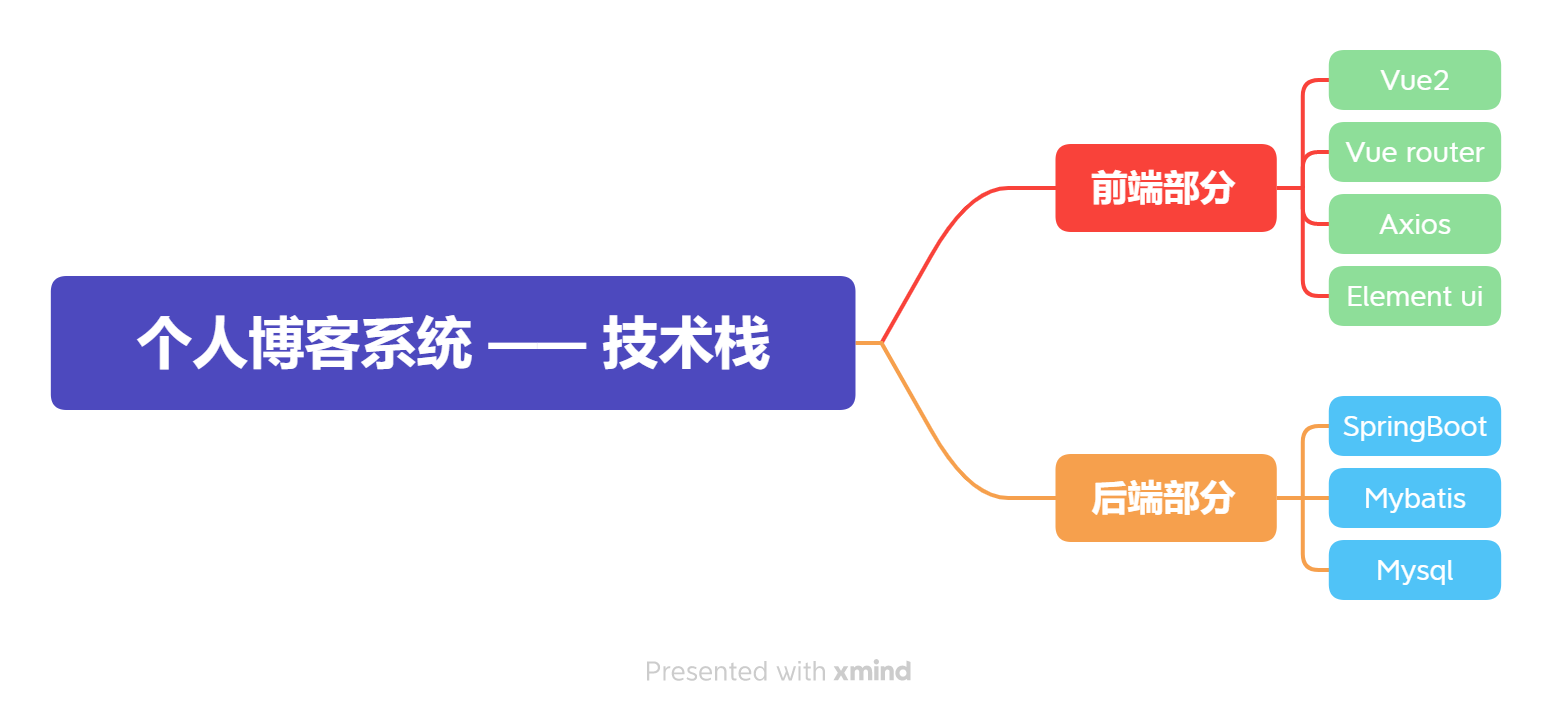 个人博客系统 —— 技术栈
前端部分
Vue2
Vue router
Axios
Element ui
后端部分
SpringBoot
Mybatis
Mysql
Presented with xmind